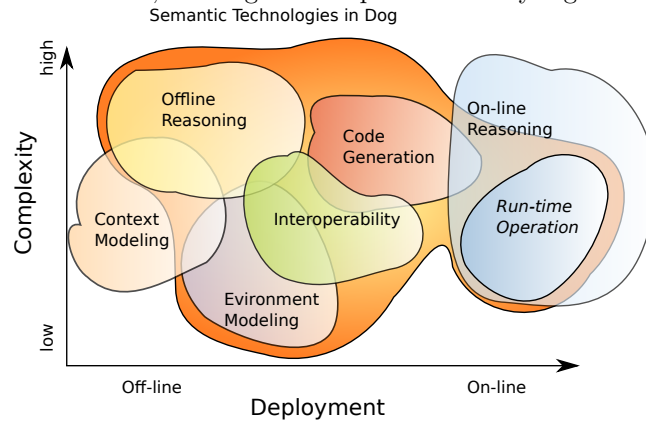 Semantic Technologies in Dog
high
Complexity
low
Offline
Reasoning
Code
Generation
On-line
Reasoning
Context
Modeling
Interoperability
Run-time
Operation
Evironment
Modeling
Off-line
On-line
Deployment